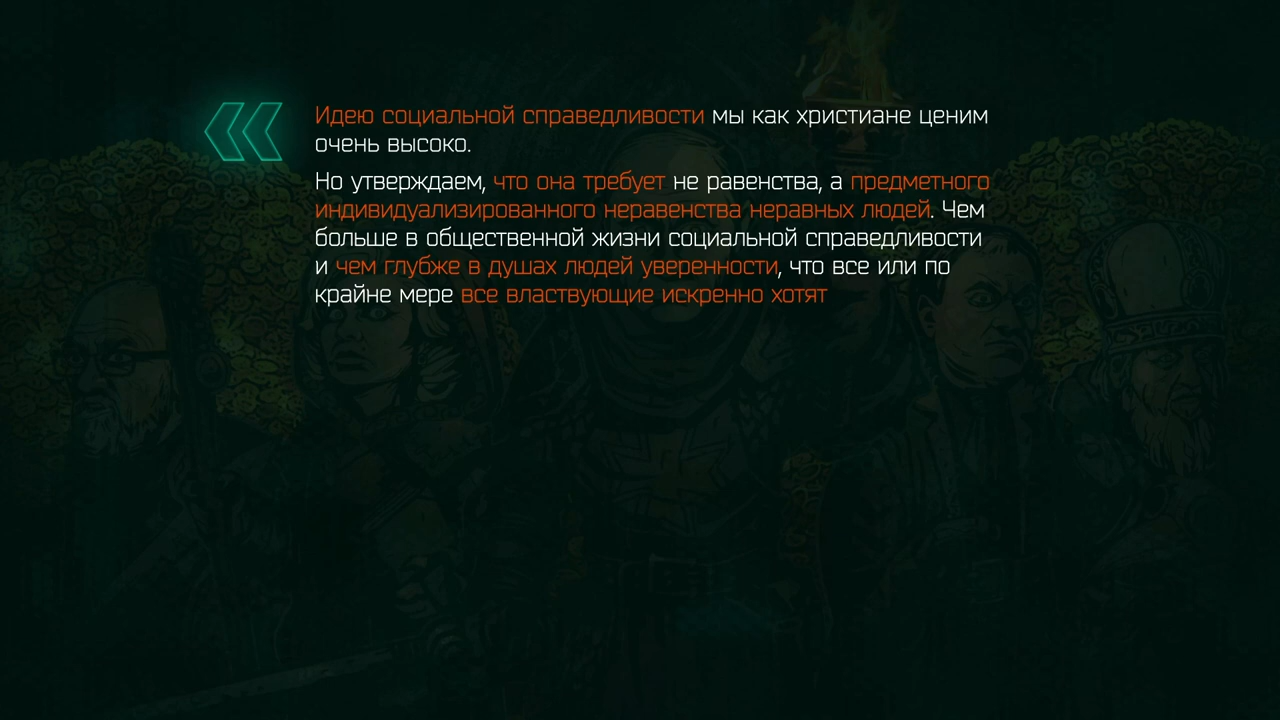 Идею социальной справедливости мы как христиане ценим
очень высоко.
Но утверждаем, что она требует не равенства, а предметного
индивидуализированного неравенства неравных людей. Чем
больше в общественной жизни социальной справедливости
и чем глубже в душах людей уверенности, что все или по
крайне мере все властвующие искренно хотят